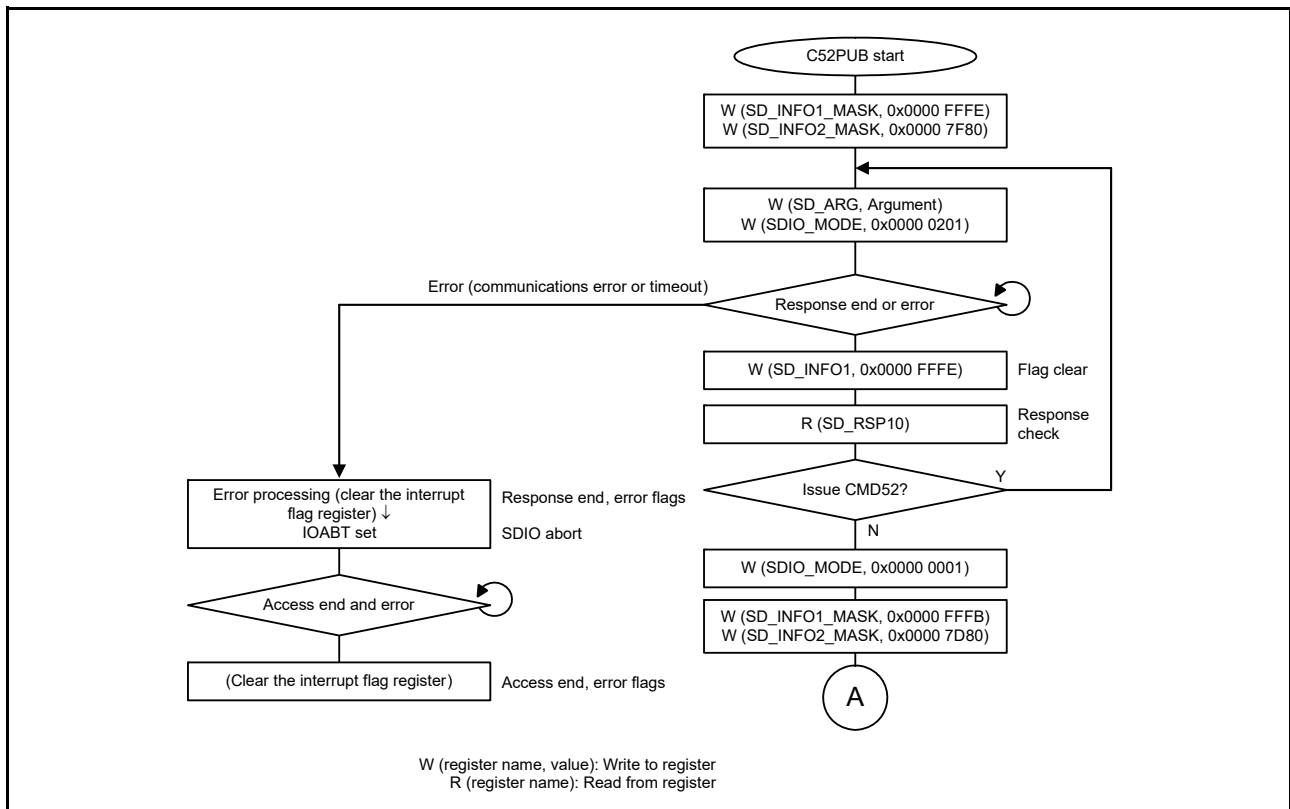 C52PUB start
W (SD_INFO1_MASK, 0x0000 FFFE)
W (SD_INFO2_MASK, 0x0000 7F80)
W (SD_ARG, Argument)
W (SDIO_MODE, 0x0000 0201)
Error (communications error or timeout)
Response end or error
W (SD_INFO1, 0x0000 FFFE)
Flag clear
R (SD_RSP10)
Response
check
Issue CMD52?
Y
N
Error processing (clear the interrupt
flag register) ↓
IOABT set
Response end, error flags
SDIO abort
W (SDIO_MODE, 0x0000 0001)
Access end and error
W (SD_INFO1_MASK, 0x0000 FFFB)
W (SD_INFO2_MASK, 0x0000 7D80)
(Clear the interrupt flag register)
Access end, error flags
A
W (register name, value): Write to register
R (register name): Read from register